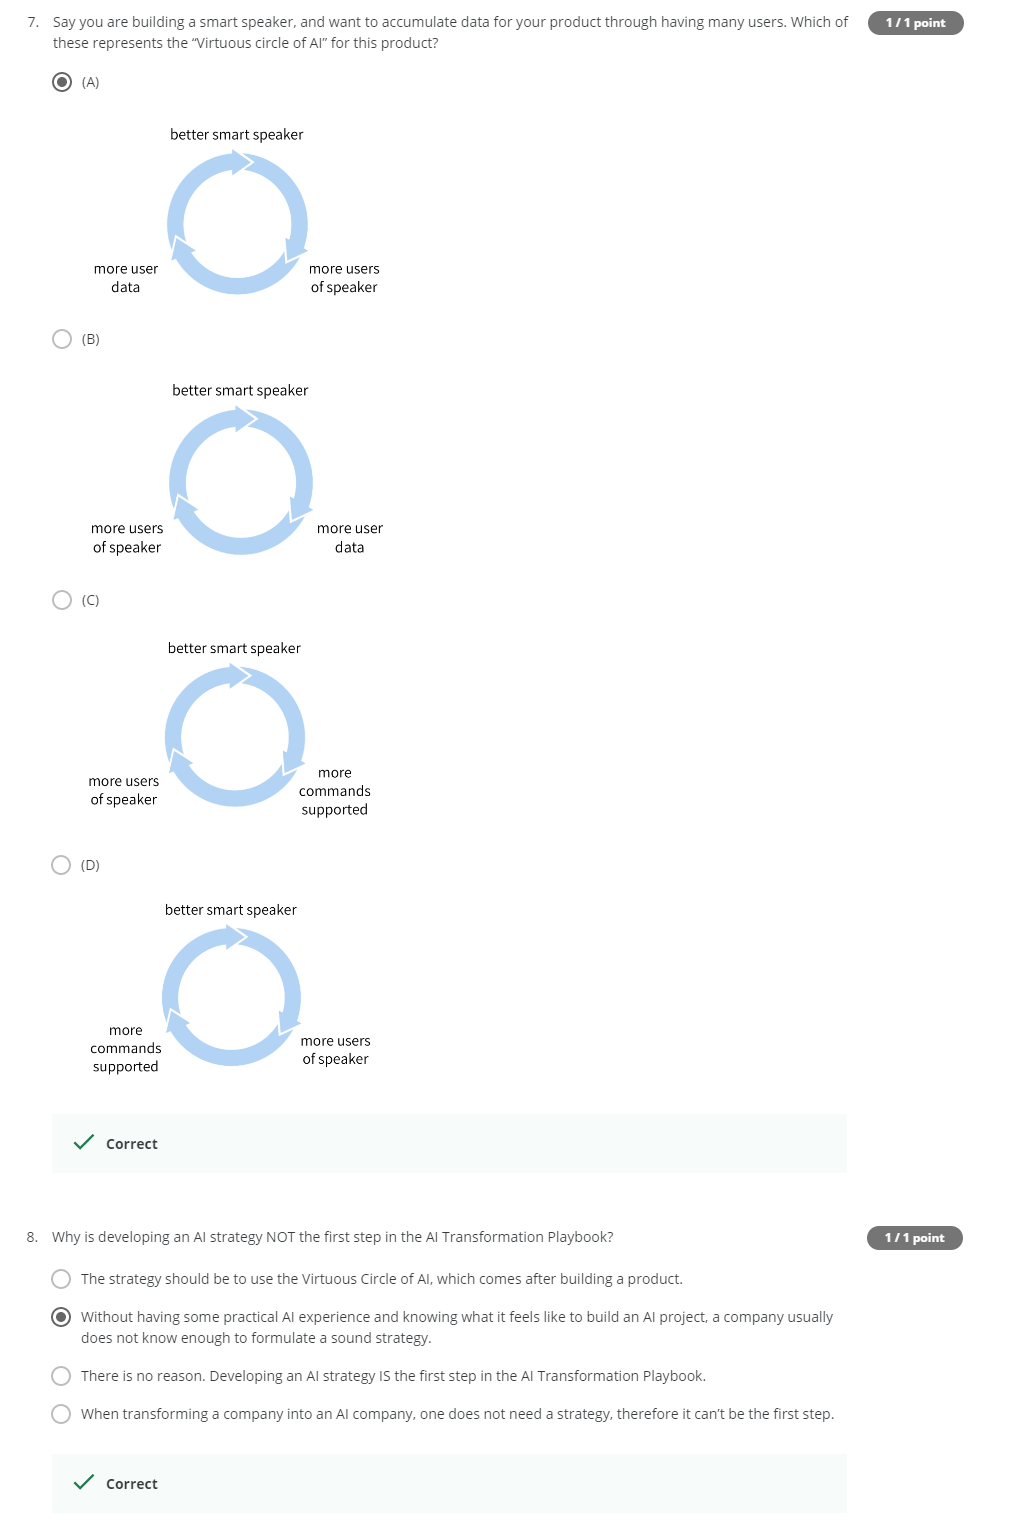 7. Say you are building a smart speaker, and want to accumulate data for your product through having many users. Which of
1 / 1 point
these represents the “Virtuous circle of AI” for this product?
(A)
better smart speaker
more user
data
more users
of speaker
(B)
better smart speaker
more users
of speaker
more user
data
(C)
better smart speaker
more users
of speaker
more
commands
supported
(D)
better smart speaker
more
commands
supported
more users
of speaker
Correct
8. Why is developing an AI strategy NOT the first step in the AI Transformation Playbook?
1 / 1 point
The strategy should be to use the Virtuous Circle of AI, which comes after building a product.
Without having some practical AI experience and knowing what it feels like to build an AI project, a company usually
does not know enough to formulate a sound strategy.
There is no reason. Developing an AI strategy IS the first step in the AI Transformation Playbook.
When transforming a company into an AI company, one does not need a strategy, therefore it can’t be the first step.
Correct